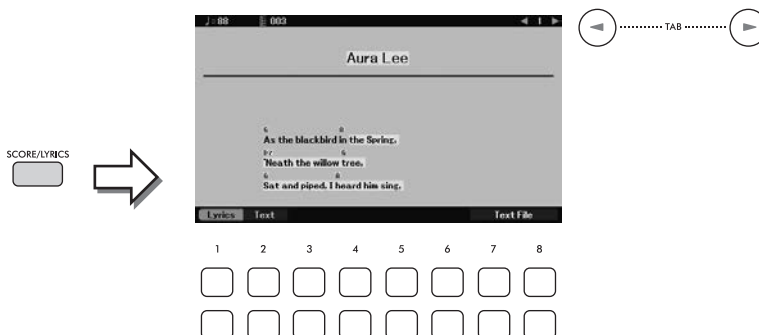 ♩=88 003 ◀ 1 ▶
TAB
Aura Lee
G A
As the blackbird in the Spring,
D7 G
'Neath the willow tree,
G A
Sat and piped, I heard him sing,
SCORE/LYRICS
Lyrics Text Text File
1 2 3 4 5 6 7 8